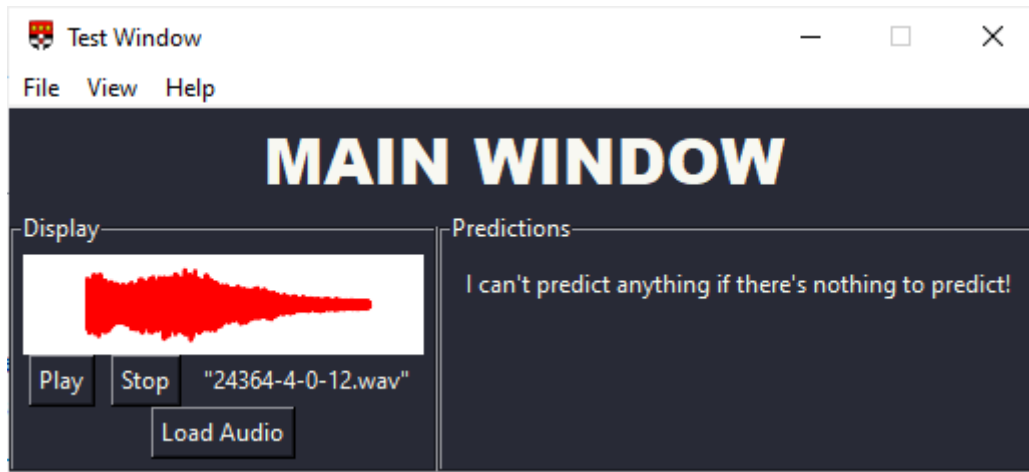 Test Window
File View Help
MAIN WINDOW
Display
Play Stop "24364-4-0-12.wav"
Load Audio
Predictions
I can't predict anything if there's nothing to predict!